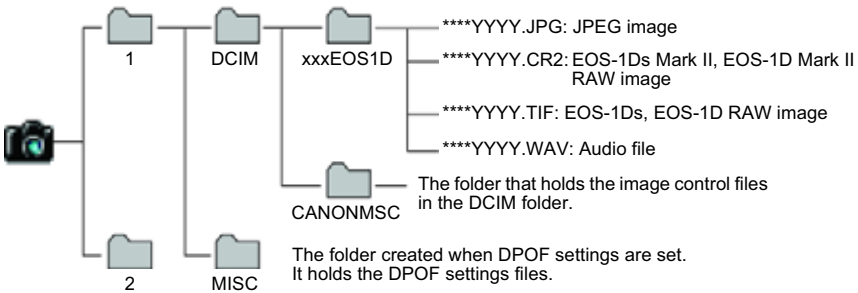 ****YYYY.JPG: JPEG image
1
DCIM
xxxEOS1D
****YYYY.CR2: EOS-1Ds Mark II, EOS-1D Mark II
RAW image
****YYYY.TIF: EOS-1Ds, EOS-1D RAW image
****YYYY.WAV: Audio file
CANONMSC
The folder that holds the image control files
in the DCIM folder.
2
MISC
The folder created when DPOF settings are set.
It holds the DPOF settings files.